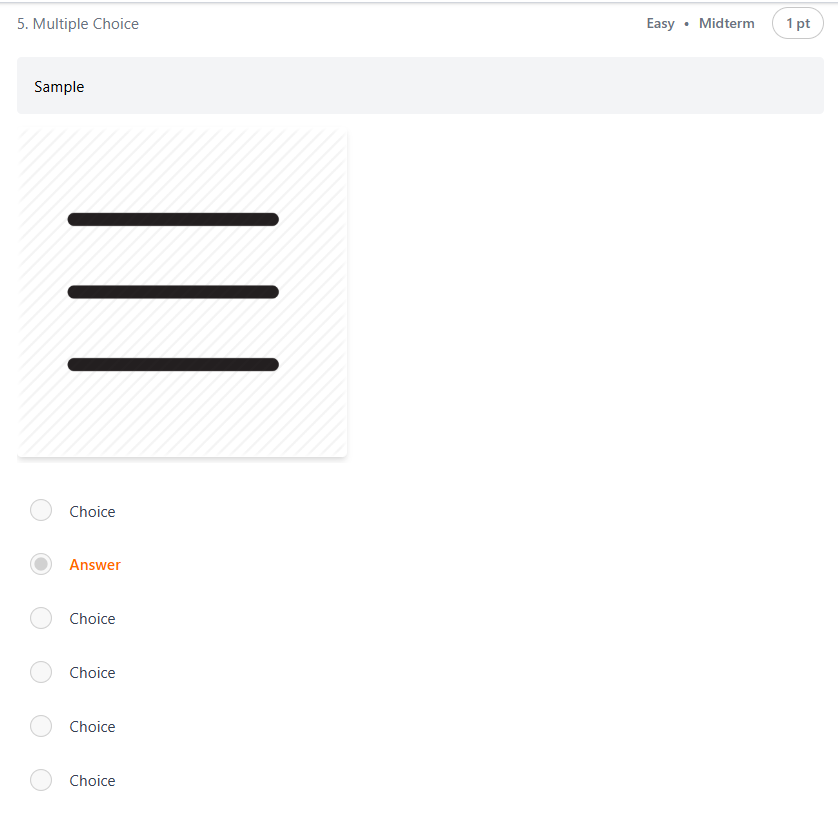 5. Multiple Choice
Easy • Midterm
1 pt
Sample
Choice
Answer
Choice
Choice
Choice
Choice